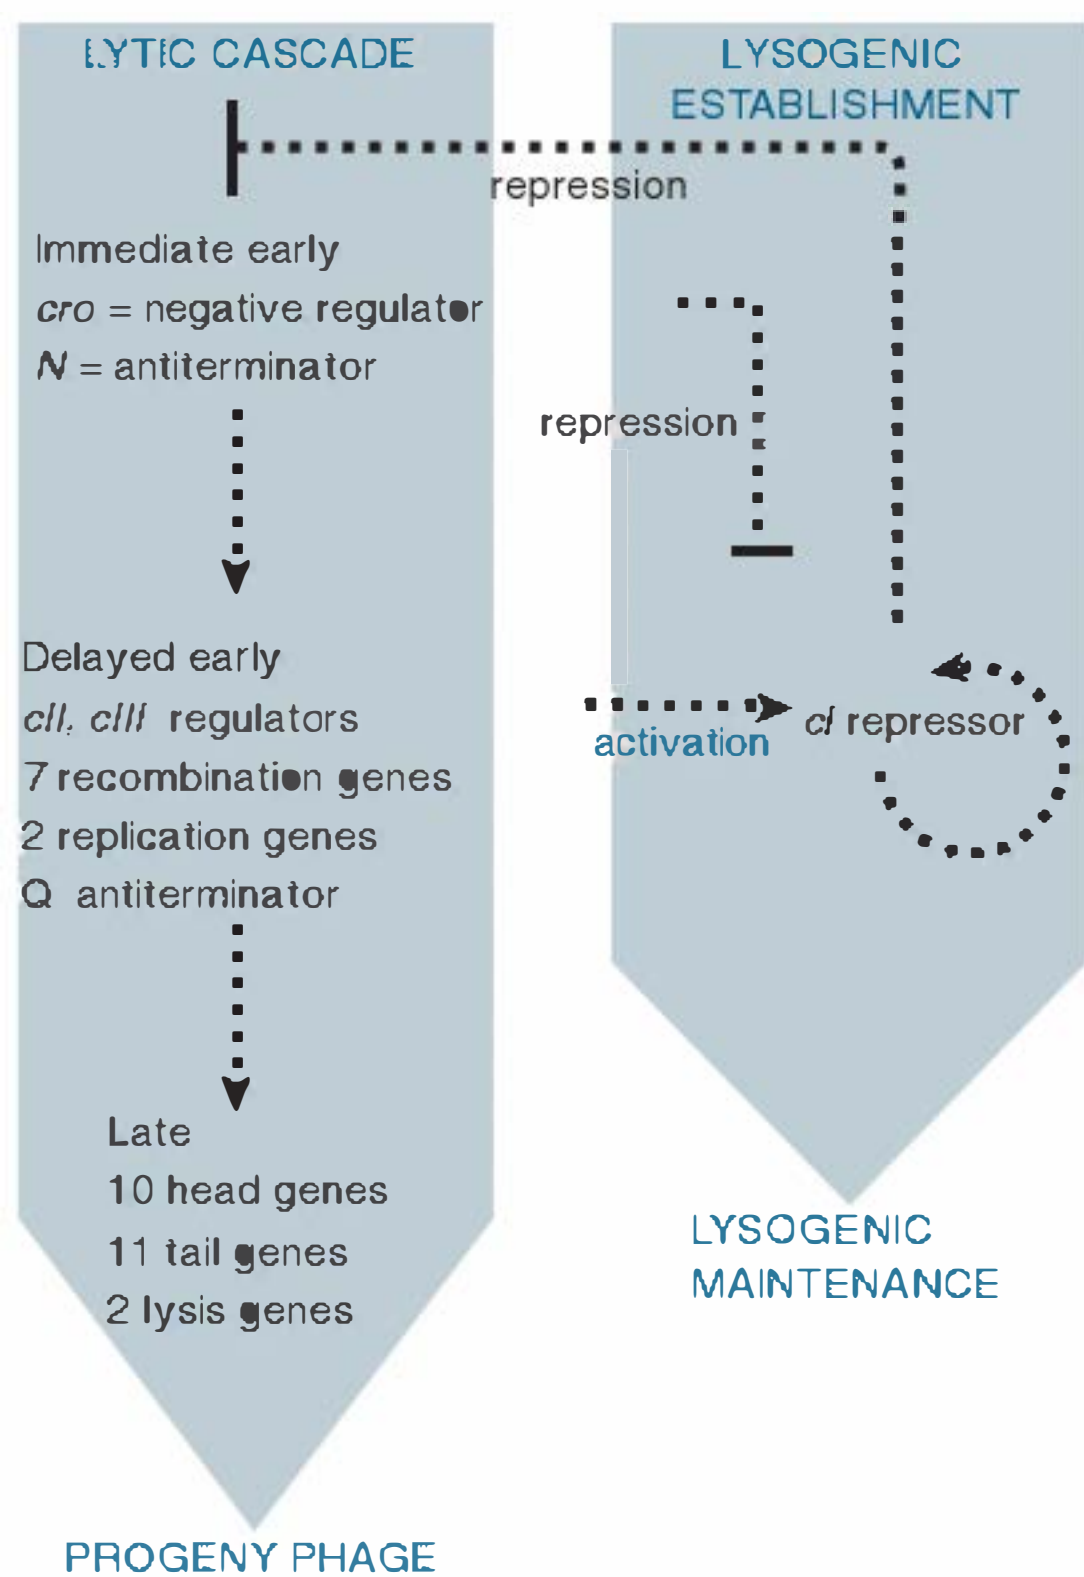 LYTIC CASCADE
LYSOGENIC
ESTABLISHMENT
repression
Immediate early
cro = negative regulator
N = antiterminator
repression
Delayed early
cII, cIII regulators
7 recombination genes
2 replication genes
Q antiterminator
activation
cI repressor
Late
10 head genes
11 tail genes
2 lysis genes
LYSOGENIC
MAINTENANCE
PROGENY PHAGE